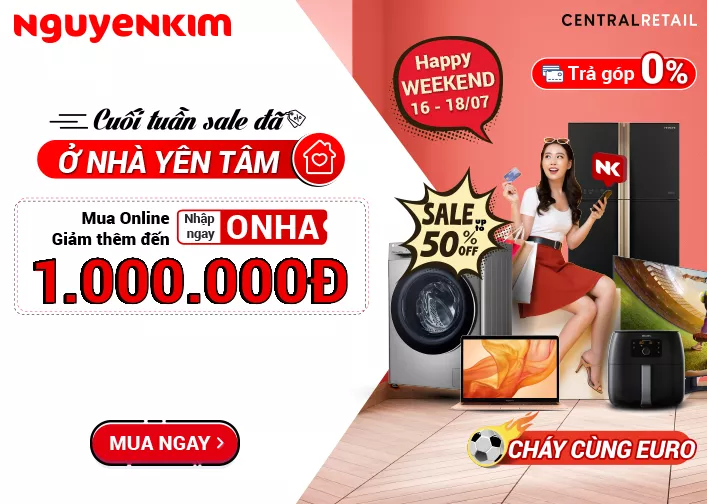 NGUYENKIM
CENTRALRETAIL
Happy
WEEKEND
16 - 18/07
Trả góp 0%
Cuối tuần sale đã
Sale
Ở NHÀ YÊN TÂM
NK
Mua Online
Giảm thêm đến
Nhập
ngay
ONHA
1.000.000Đ
SALE up
to
50% OFF
MUA NGAY >
CHÁY CÙNG EURO